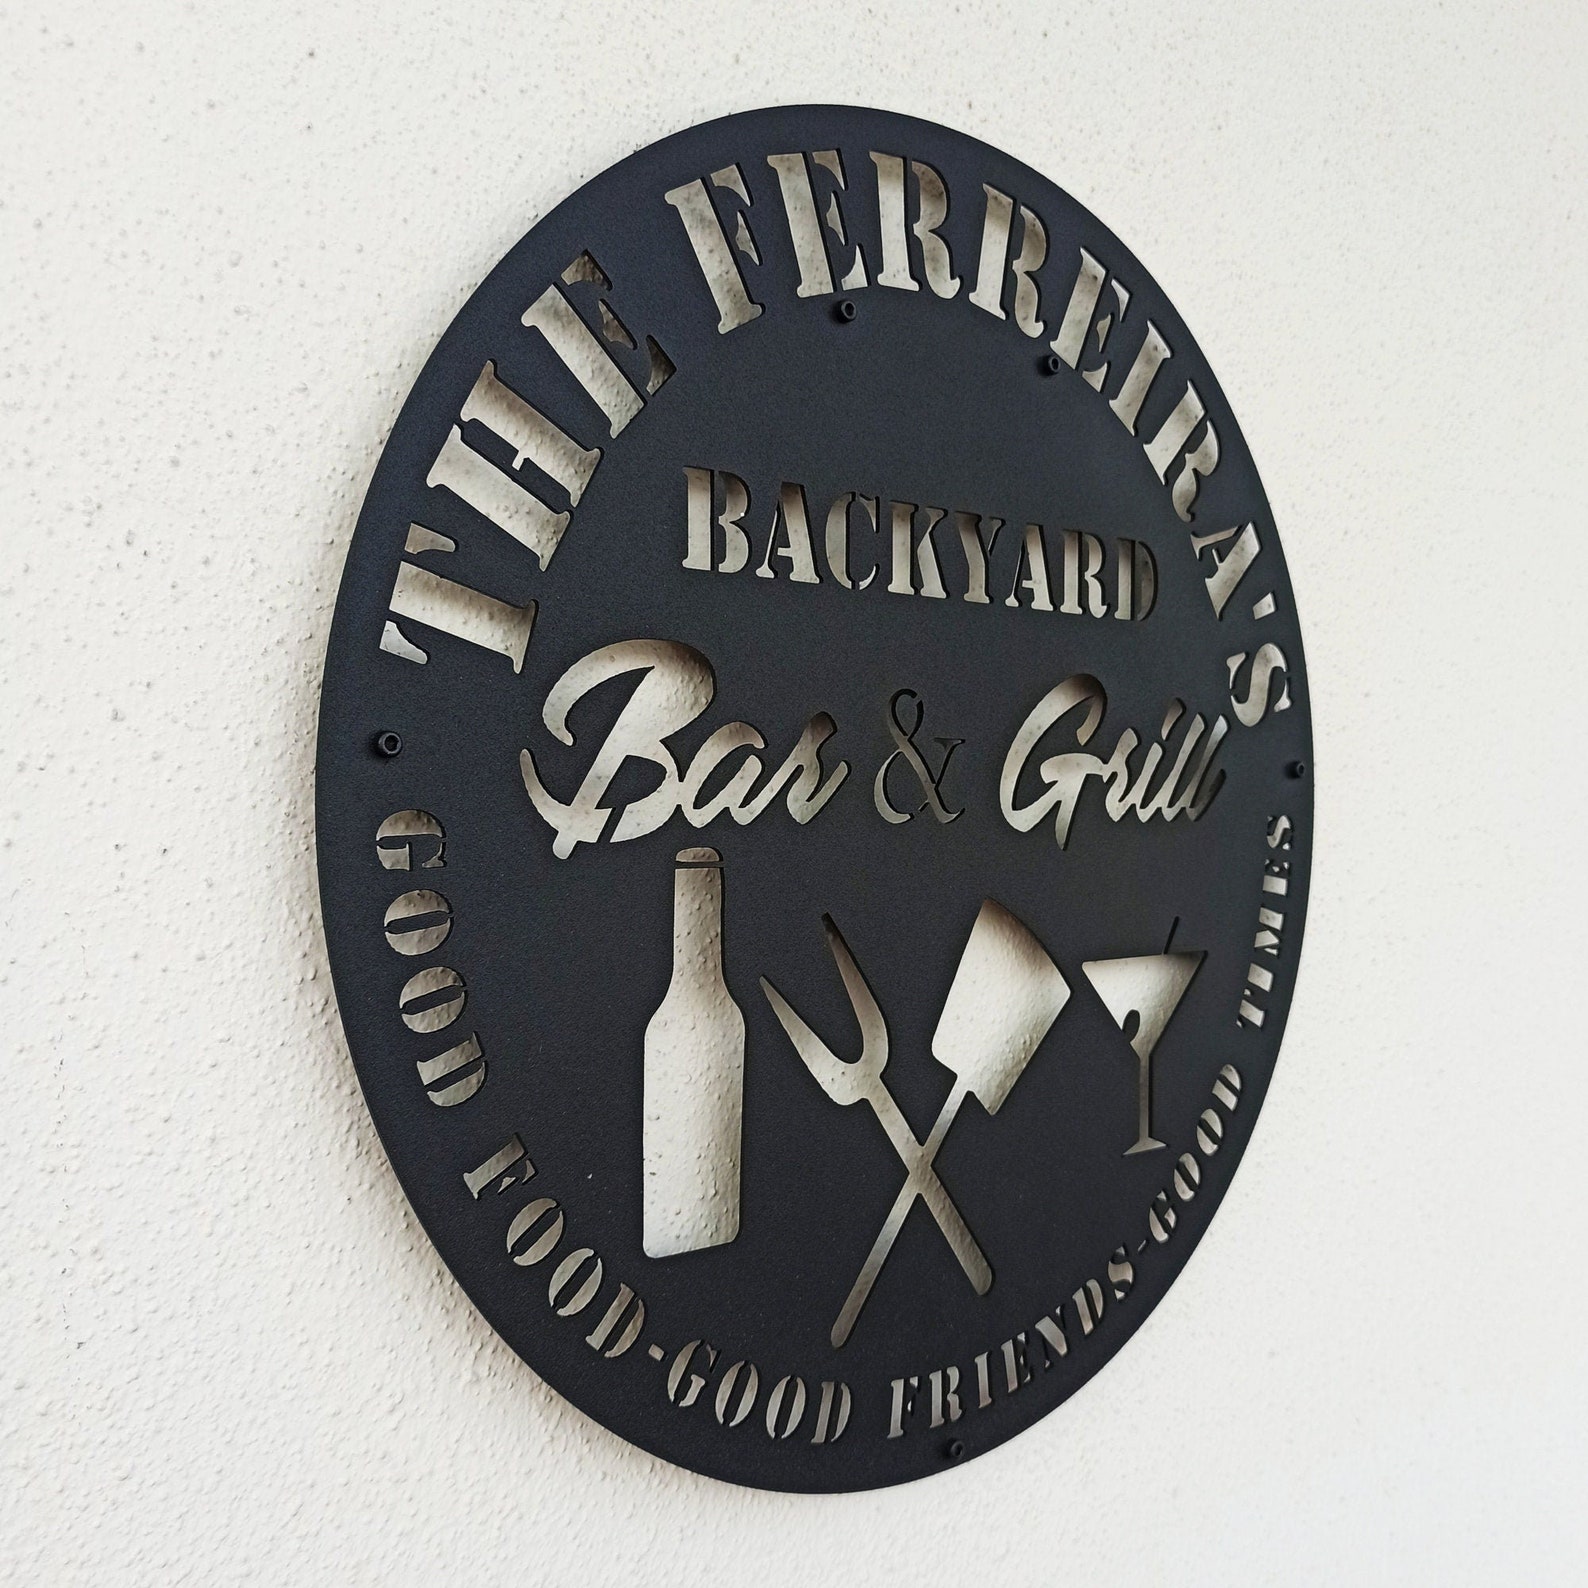 THE FERREIRA'S
BACKYARD
Bar & Grill
GOOD FOOD-GOOD FRIENDS-GOOD TIMES